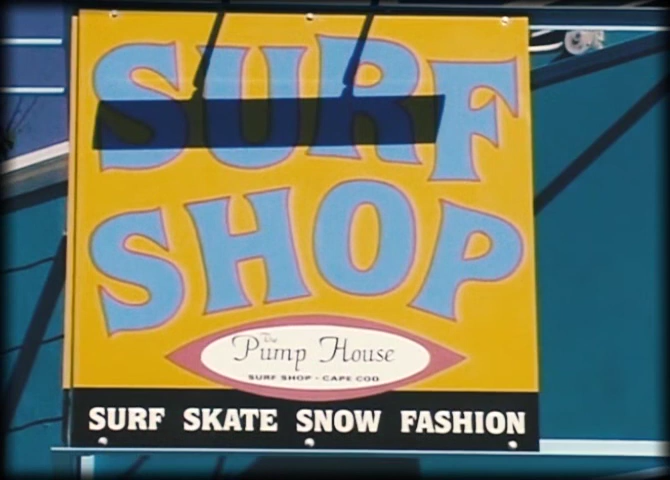 SURF
SHOP
The
Pump House
SURF SHOP - CAPE COD
SURF SKATE SNOW FASHION